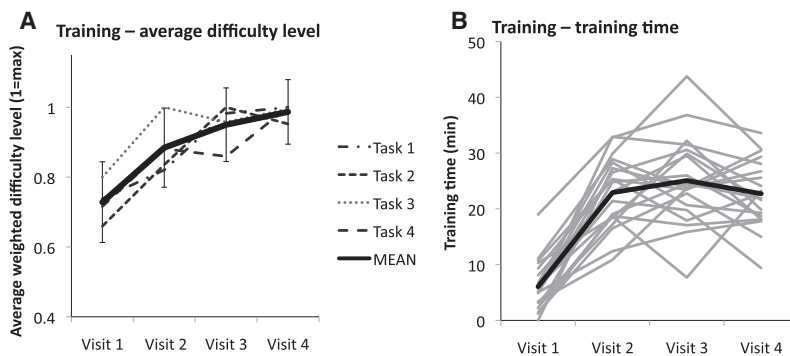 A
Training – average difficulty level
Average weighted difficulty level (1=max)
1
0.8
0.6
0.4
Visit 1 Visit 2 Visit 3 Visit 4
Task 1
Task 2
Task 3
Task 4
MEAN
B
Training – training time
Training time (min)
50
40
30
20
10
0
Visit 1 Visit 2 Visit 3 Visit 4